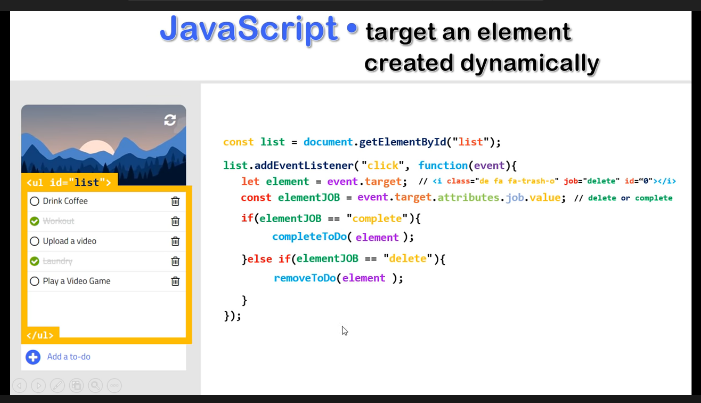 JavaScript • target an element
created dynamically
<ul id="list">
Drink Coffee
Workout
Upload a video
Laundry
Play a Video Game
</ul>
Add a to-do
const list = document.getElementById("list");
list.addEventListener("click", function(event){
let element = event.target; // <i class="de fa fa-trash-o" job="delete" id="0"></i>
const elementJOB = event.target.attributes.job.value; // delete or complete
if(elementJOB == "complete"){
completeToDo( element );
}else if(elementJOB == "delete"){
removeToDo(element );
}
});